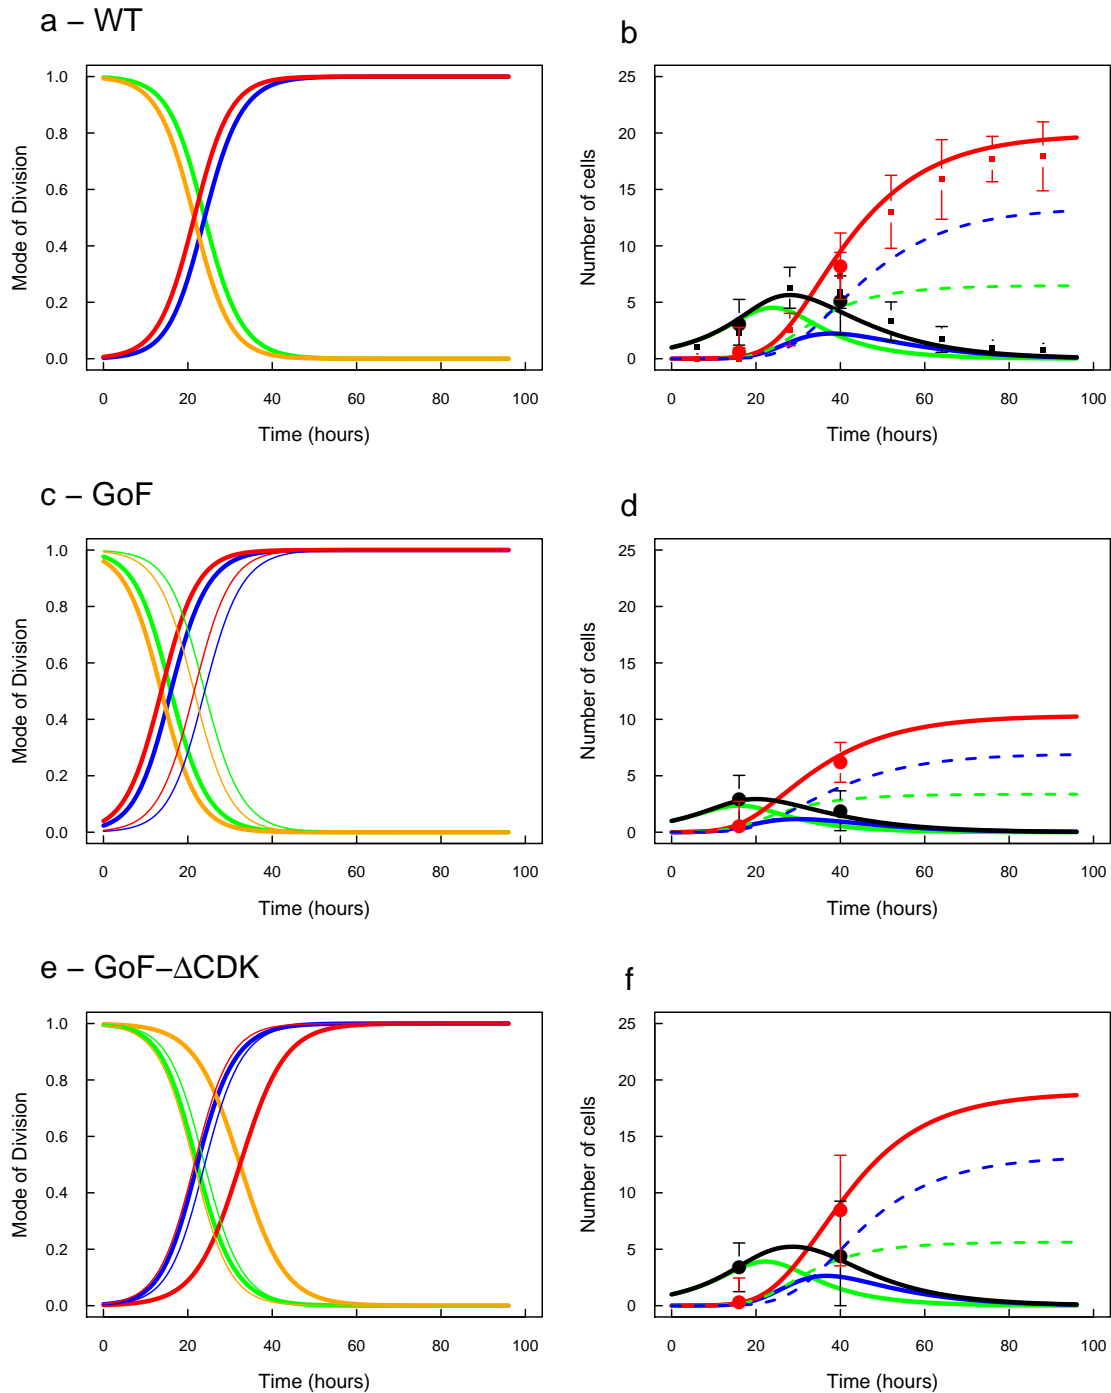 a – WT
b
Mode of Division
1.0
0.8
0.6
0.4
0.2
0.0
0 20 40 60 80 100
Time (hours)
Number of cells
25
20
15
10
5
0
0 20 40 60 80 100
Time (hours)
c – GoF
d
Mode of Division
1.0
0.8
0.6
0.4
0.2
0.0
0 20 40 60 80 100
Time (hours)
Number of cells
25
20
15
10
5
0
0 20 40 60 80 100
Time (hours)
e – GoF–ΔCDK
f
Mode of Division
1.0
0.8
0.6
0.4
0.2
0.0
0 20 40 60 80 100
Time (hours)
Number of cells
25
20
15
10
5
0
0 20 40 60 80 100
Time (hours)